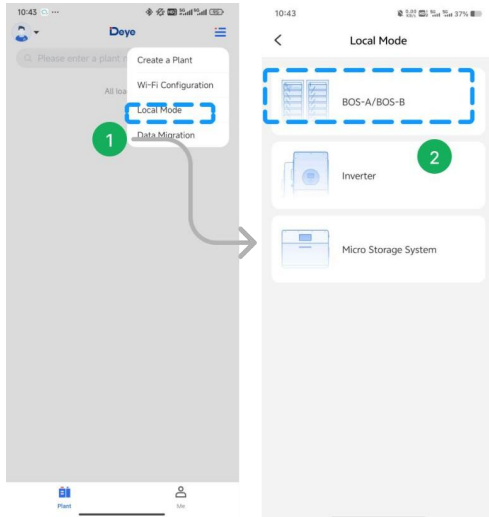 10:43
Deye
Please enter a plant n
Create a Plant
Wi-Fi Configuration
All loa
Local Mode
Data Migration
1
Plant
Me
10:43
37%
Local Mode
BOS-A/BOS-B
2
Inverter
Micro Storage System